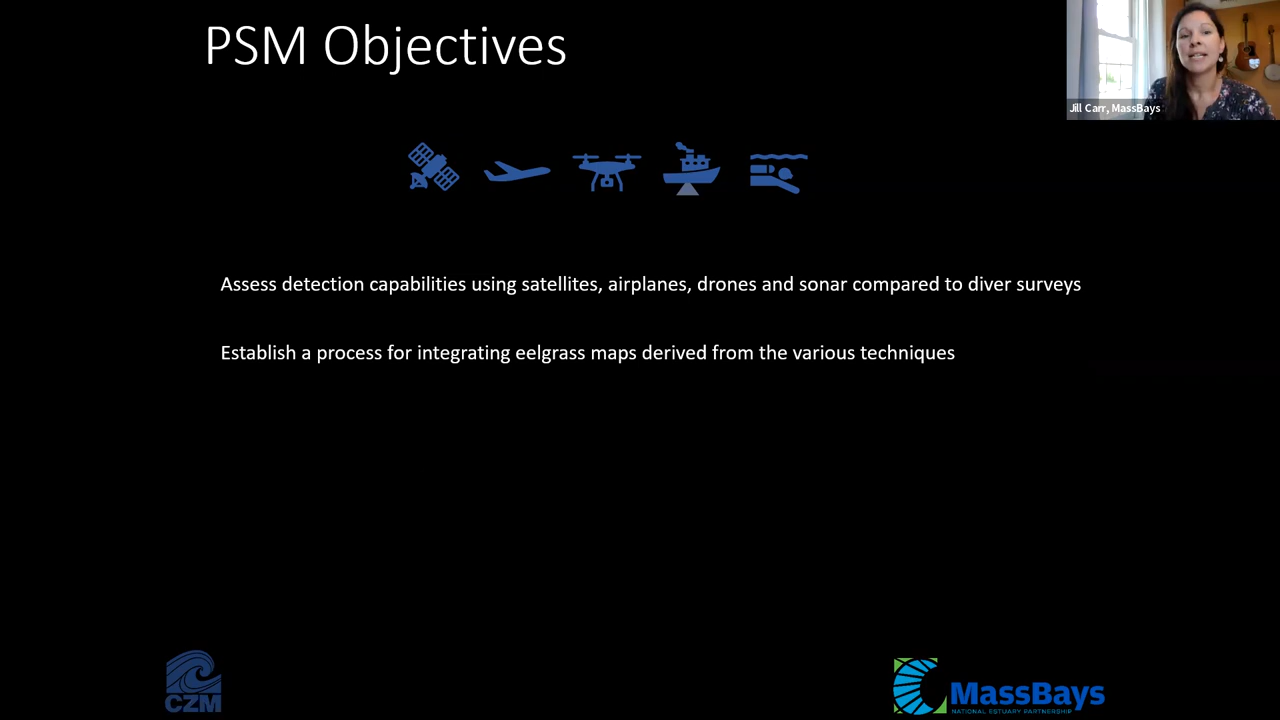 PSM Objectives
Jill Carr, MassBays
Assess detection capabilities using satellites, airplanes, drones and sonar compared to diver surveys
Establish a process for integrating eelgrass maps derived from the various techniques
CZM
MassBays
NATIONAL ESTUARY PARTNERSHIP